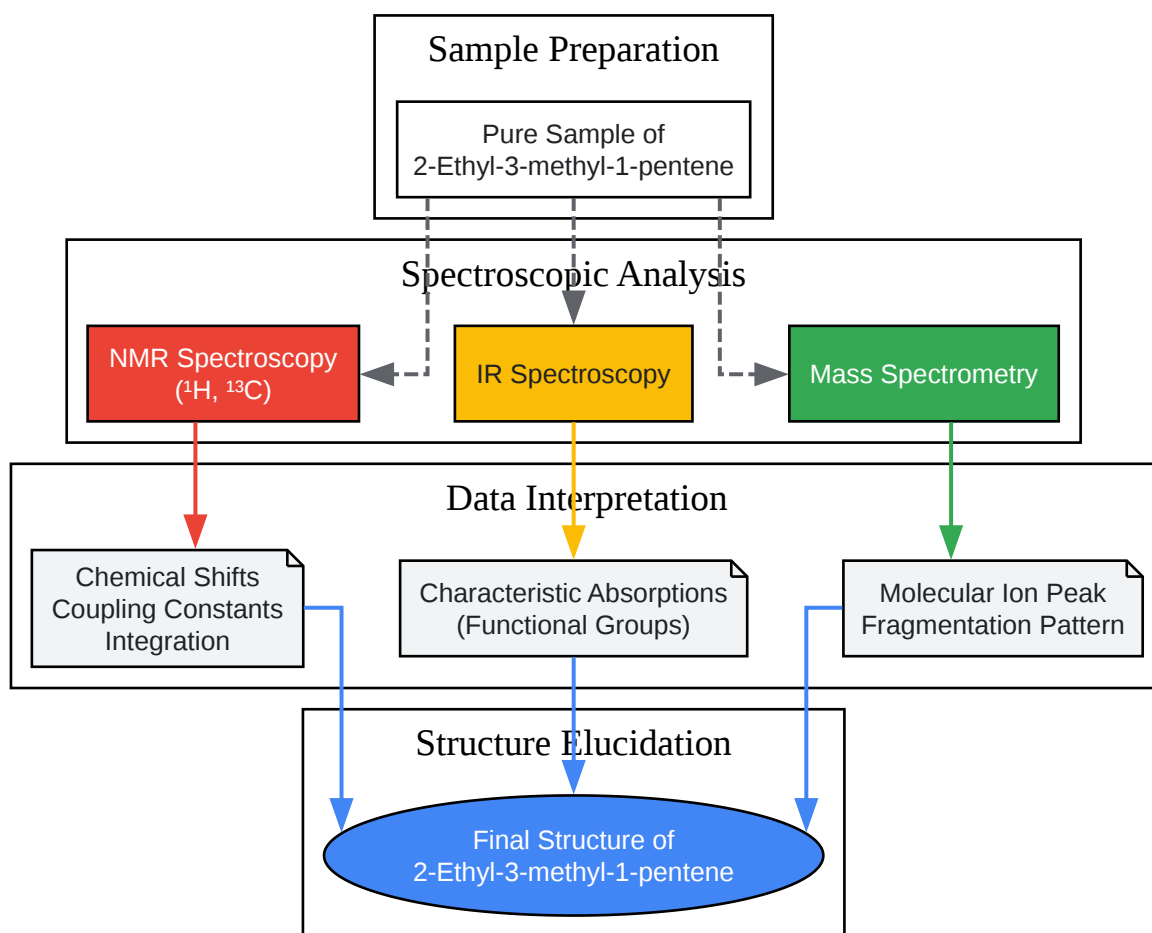 Sample Preparation
Pure Sample of
2-Ethyl-3-methyl-1-pentene
Spectroscopic Analysis
NMR Spectroscopy
(¹H, ¹³C)
IR Spectroscopy
Mass Spectrometry
Data Interpretation
Chemical Shifts
Coupling Constants
Integration
Characteristic Absorptions
(Functional Groups)
Molecular Ion Peak
Fragmentation Pattern
Structure Elucidation
Final Structure of
2-Ethyl-3-methyl-1-pentene